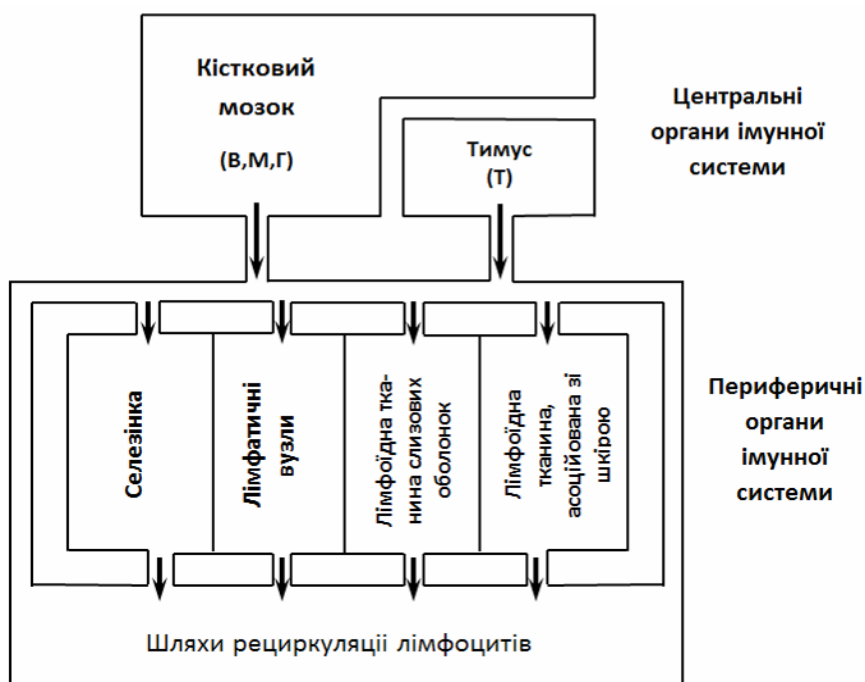 Кістковий
мозок
(В,М,Г)
Тимус
(Т)
Центральні
органи імунної
системи
Селезінка
Лімфатичні
вузли
Лімфоїдна тка-
нина слизових
оболонок
Лімфоїдна
тканина,
асоційована зі
шкірою
Периферичні
органи
імунної
системи
Шляхи рециркуляції лімфоцитів